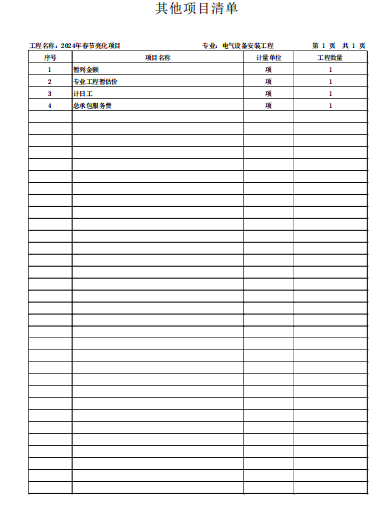 其他项目清单
工程名称：2024年春节亮化项目 专业：电气设备安装工程 第 1 页 共 1 页
序号 项目名称 计量单位 工程数量
1 暂列金额 项 1
2 专业工程暂估价 项 1
3 计日工 项 1
4 总承包服务费 项 1